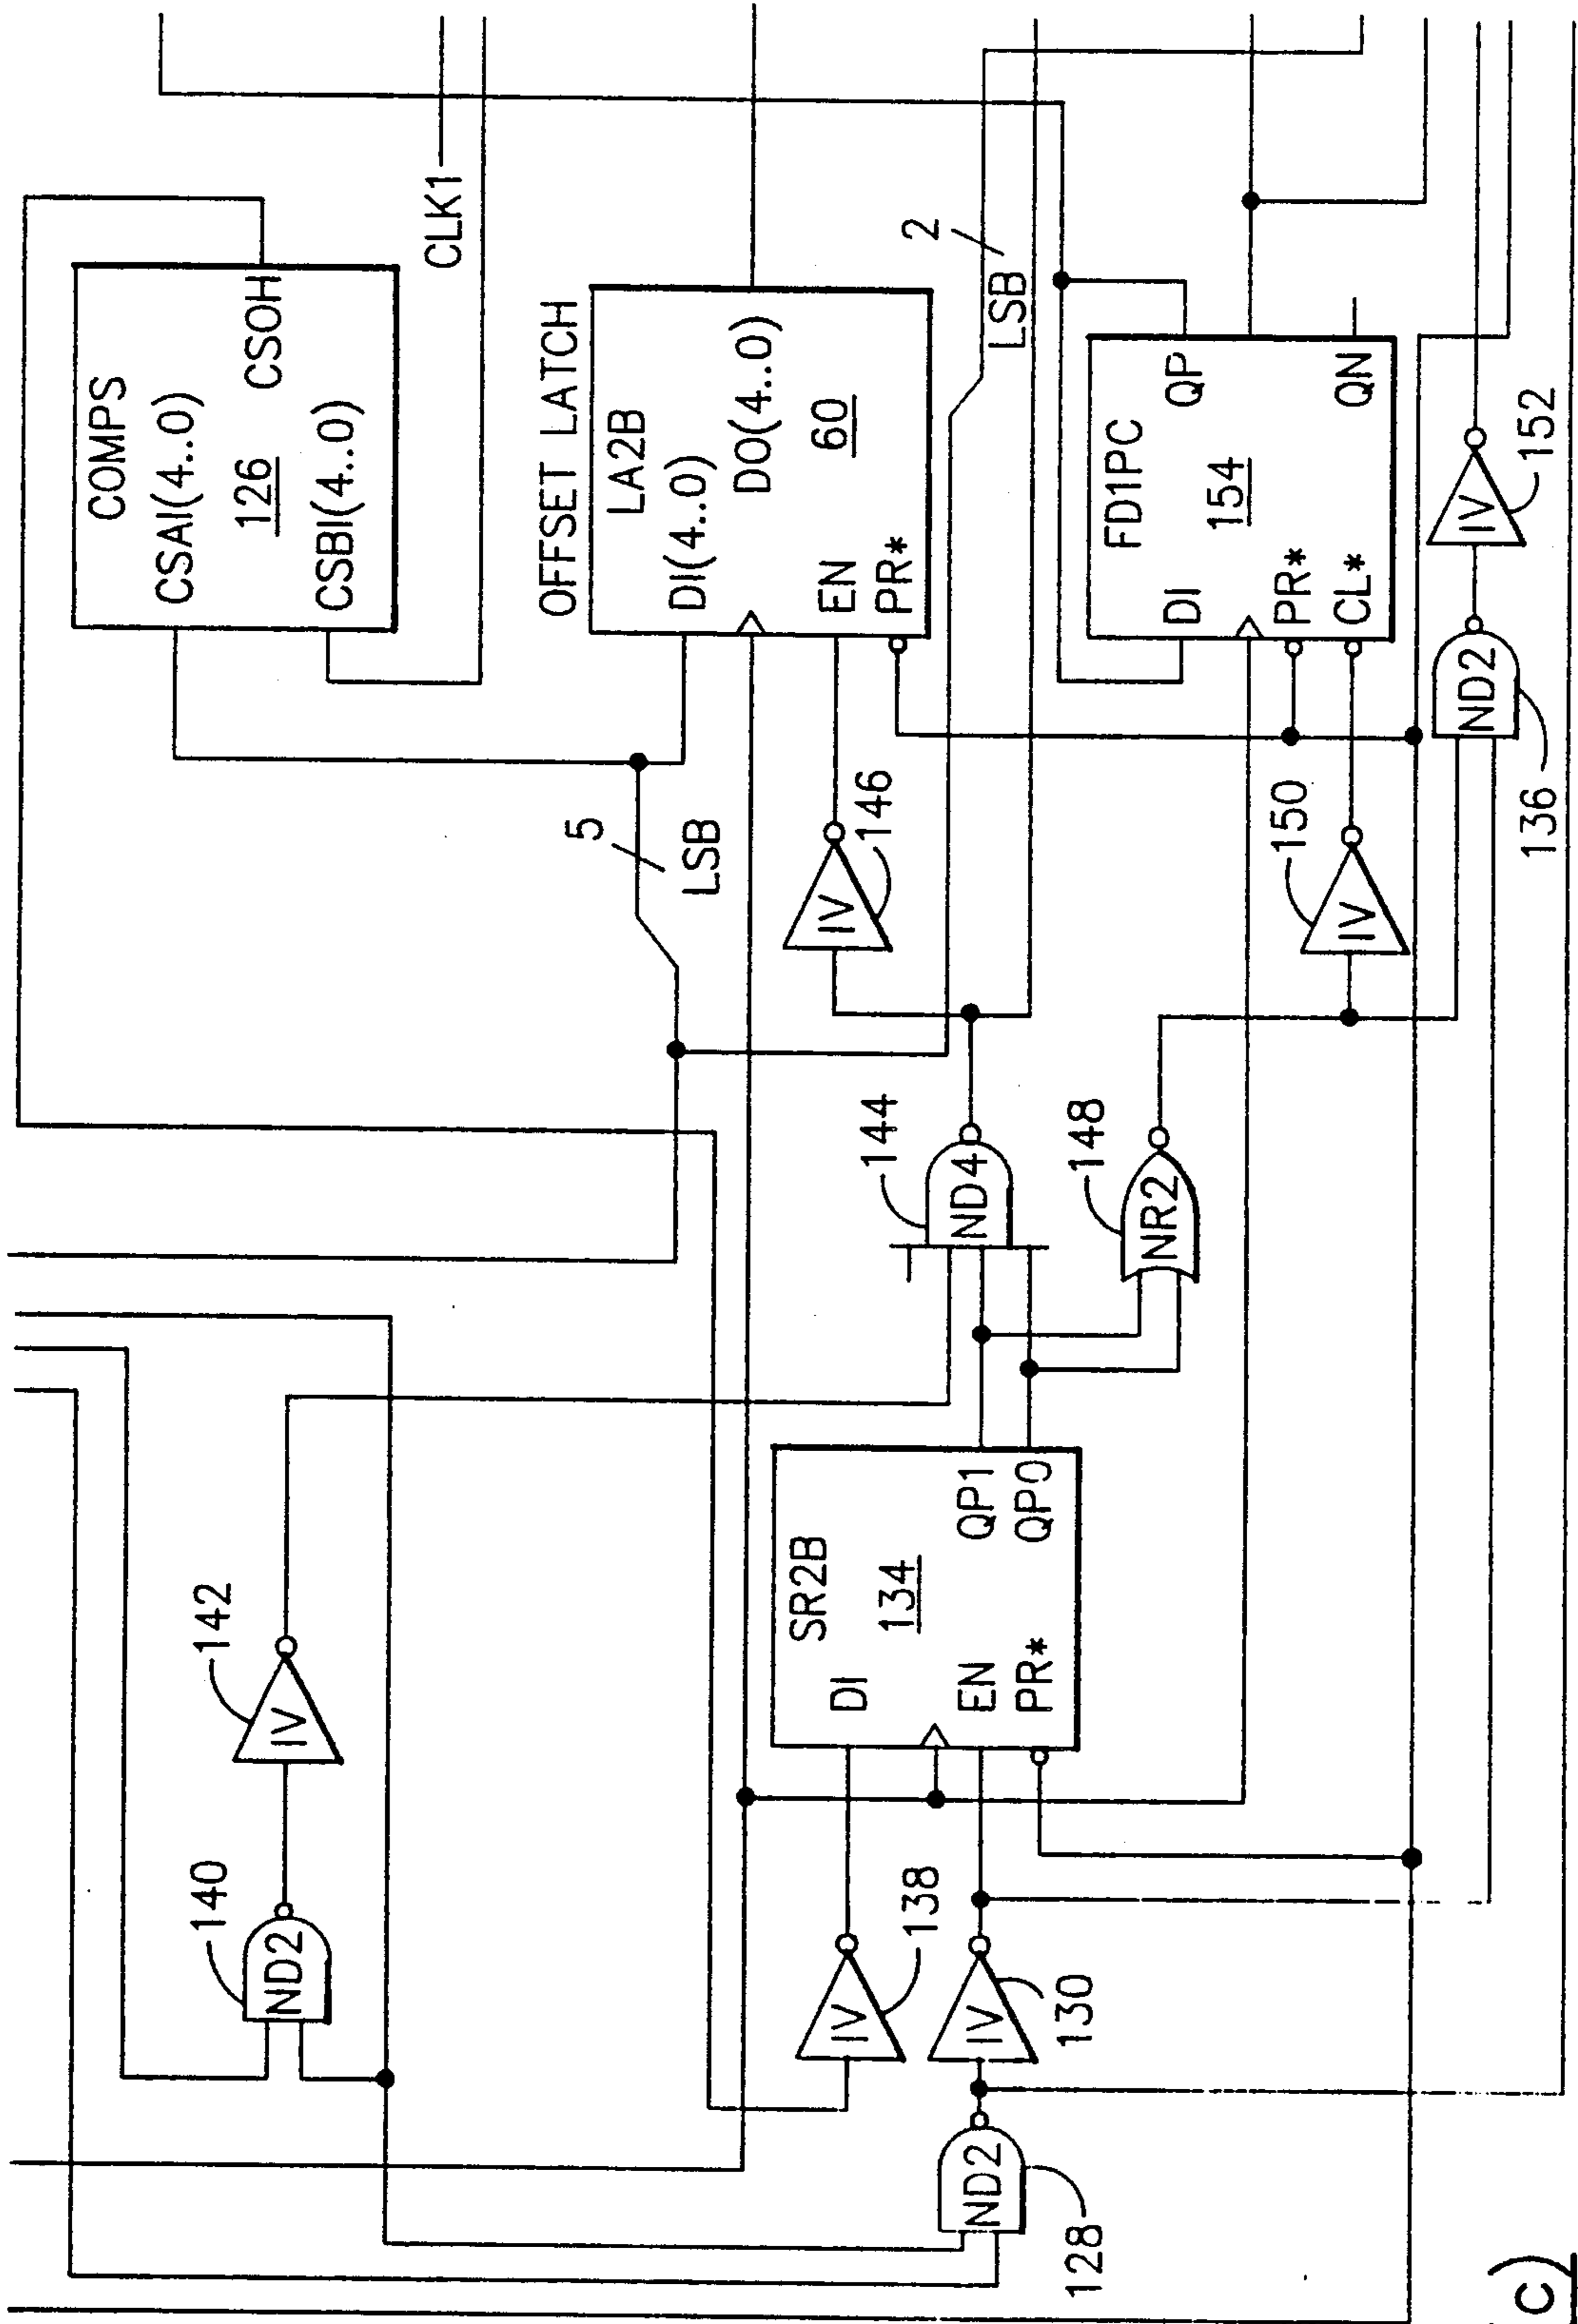 COMPS
CSAI(4..0)
126
CSOH
CSBI(4..0)
CLK1
OFFSET LATCH
LA2B
DI(4..0)
DO(4..0)
60
EN
PR*
5
LSB
2
LSB
IV
146
142
IV
140
ND2
144
ND4
148
NR2
SR2B
DI
134
QP1
EN
QP0
PR*
FD1PC
QP
DI
154
PR*
CL*
QN
150
IV
IV
152
ND2
136
IV
138
IV
130
ND2
128
C)